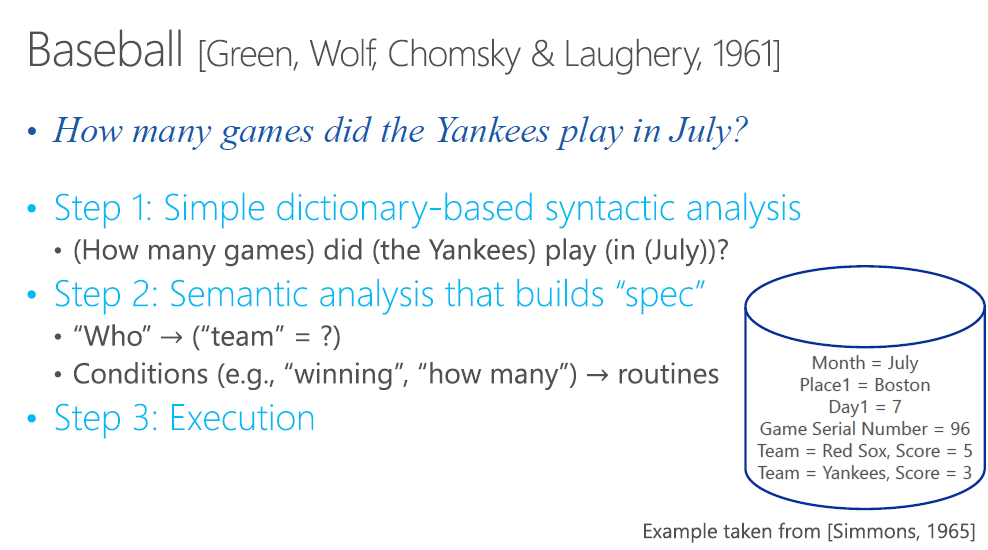 Baseball [Green, Wolf, Chomsky & Laughery, 1961]
• How many games did the Yankees play in July?
• Step 1: Simple dictionary-based syntactic analysis
• (How many games) did (the Yankees) play (in (July))?
• Step 2: Semantic analysis that builds “spec”
• “Who” → (“team” = ?)
• Conditions (e.g., “winning”, “how many”) → routines
• Step 3: Execution
Month = July
Place1 = Boston
Day1 = 7
Game Serial Number = 96
Team = Red Sox, Score = 5
Team = Yankees, Score = 3
Example taken from [Simmons, 1965]